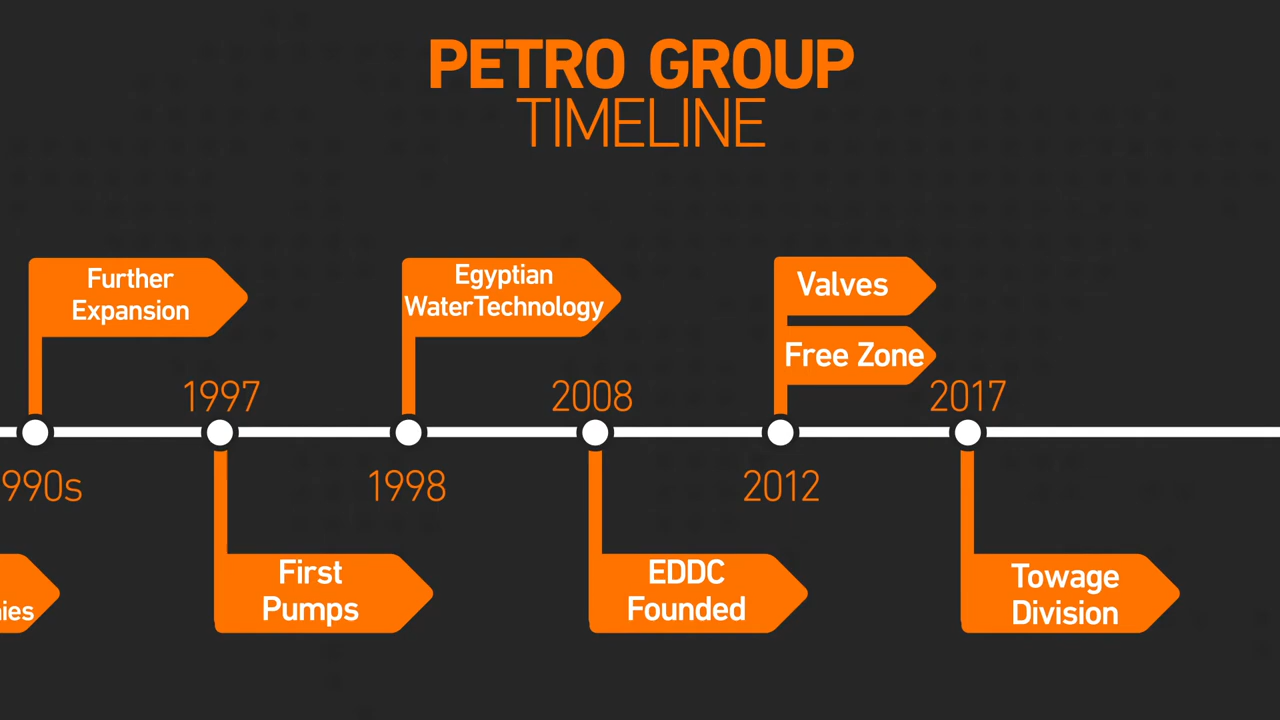 PETRO GROUP
TIMELINE
Further
Expansion
Egyptian
WaterTechnology
Valves
Free Zone
1997
2008
2017
990s
1998
2012
First
Pumps
EDDC
Founded
Towage
Division